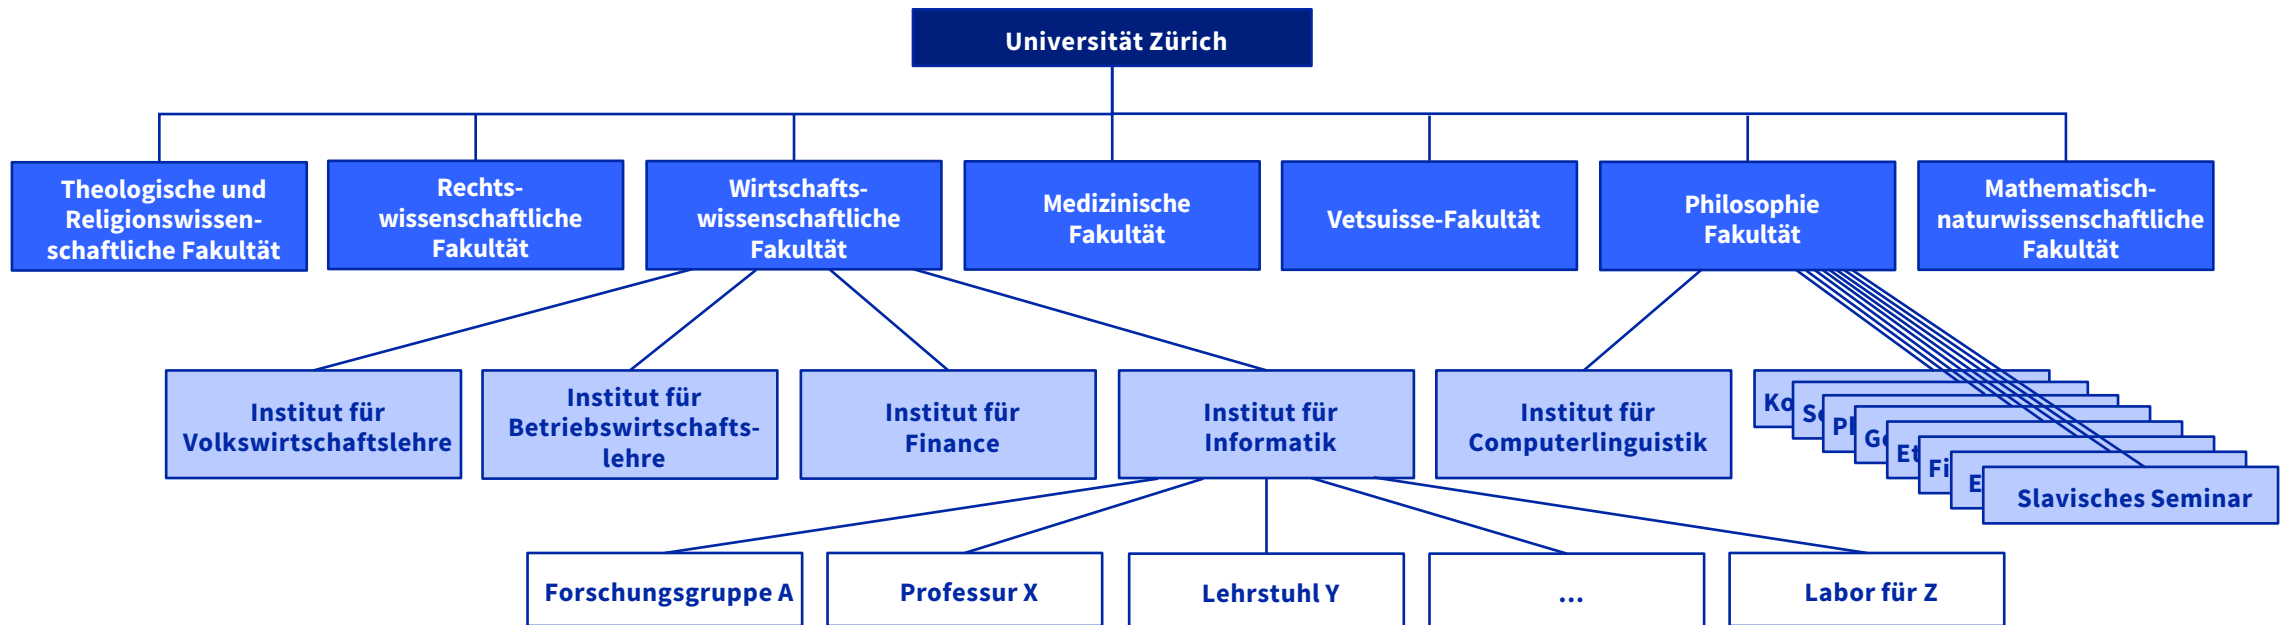 Universität Zürich
Theologische und
Religionswissen-
schaftliche Fakultät
Rechts-
wissenschaftliche
Fakultät
Wirtschafts-
wissenschaftliche
Fakultät
Medizinische
Fakultät
Vetsuisse-Fakultät
Philosophie
Fakultät
Mathematisch-
naturwissenschaftliche
Fakultät
Institut für
Volkswirtschaftslehre
Institut für
Betriebswirtschafts-
lehre
Institut für
Finance
Institut für
Informatik
Institut für
Computerlinguistik
Slavisches Seminar
Forschungsgruppe A
Professur X
Lehrstuhl Y
...
Labor für Z